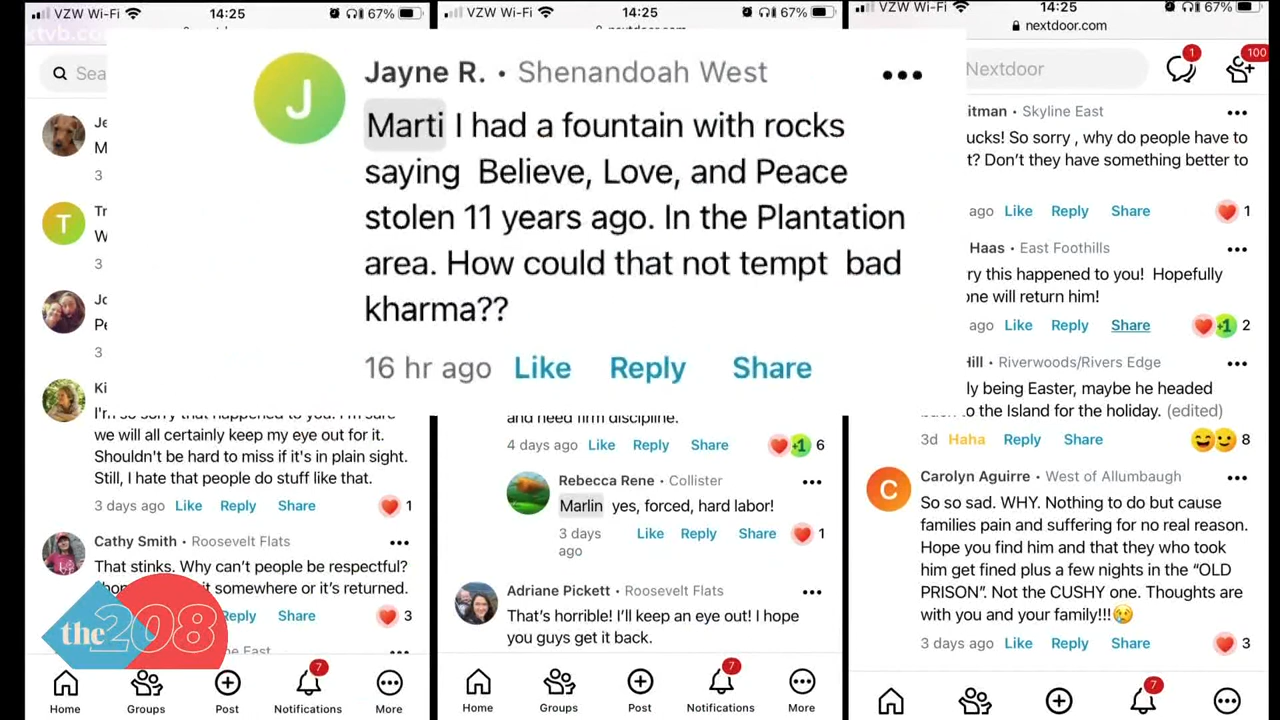 VZW Wi-Fi 14:25 67%
VZW Wi-Fi 14:25 67%
VZW Wi-Fi 14:25 67%
nextdoor.com
Sea
Nextdoor
1
100
Jayne R. • Shenandoah West
Marti I had a fountain with rocks
saying Believe, Love, and Peace
stolen 11 years ago. In the Plantation
area. How could that not tempt bad
kharma??
16 hr ago Like Reply Share
Je
M
3
T
Tr
W
3
Jo
Pe
3
Ki
I'm so sorry that happened to you. I'm sure
we will all certainly keep my eye out for it.
Shouldn't be hard to miss if it's in plain sight.
Still, I hate that people do stuff like that.
3 days ago Like Reply Share 1
Cathy Smith • Roosevelt Flats
That stinks. Why can't people be respectful?
it somewhere or it's returned.
Reply Share 3
the East
the 208
Home Groups Post Notifications More
7
and need firm discipline.
4 days ago Like Reply Share +1 6
Rebecca Rene • Collister
Marlin yes, forced, hard labor!
3 days
ago
Like Reply Share 1
Adriane Pickett • Roosevelt Flats
That's horrible! I'll keep an eye out! I hope
you guys get it back.
Home Groups Post Notifications More
7
itman • Skyline East
ucks! So sorry , why do people have to
t? Don't they have something better to
ago Like Reply Share 1
Haas • East Foothills
ry this happened to you! Hopefully
one will return him!
ago Like Reply Share +1 2
Hill • Riverwoods/Rivers Edge
ly being Easter, maybe he headed
back to the Island for the holiday. (edited)
3d Haha Reply Share 8
C
Carolyn Aguirre • West of Allumbaugh
So so sad. WHY. Nothing to do but cause
families pain and suffering for no real reason.
Hope you find him and that they who took
him get fined plus a few nights in the “OLD
PRISON”. Not the CUSHY one. Thoughts are
with you and your family!!!
3 days ago Like Reply Share 3
7